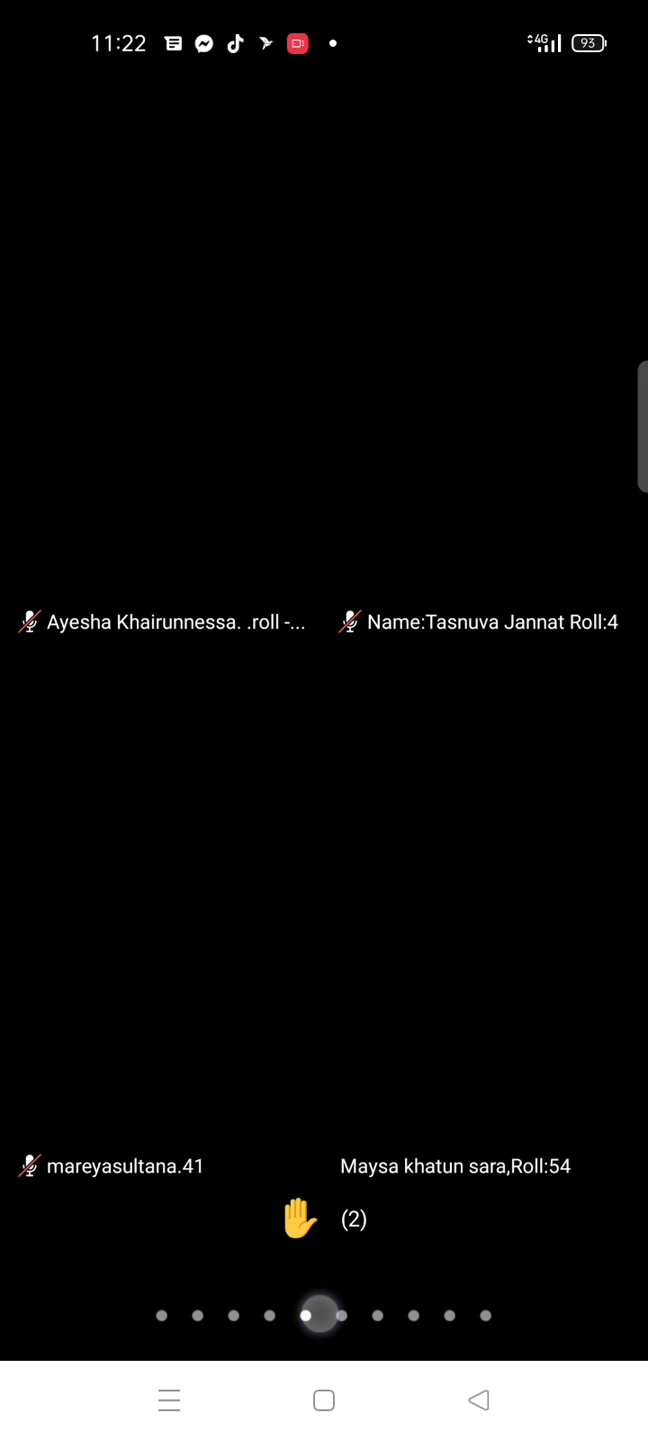 11:22 4G 93
Ayesha Khairunnessa. .roll -... Name:Tasnuva Jannat Roll:4
mareyasultana.41 Maysa khatun sara,Roll:54
(2)